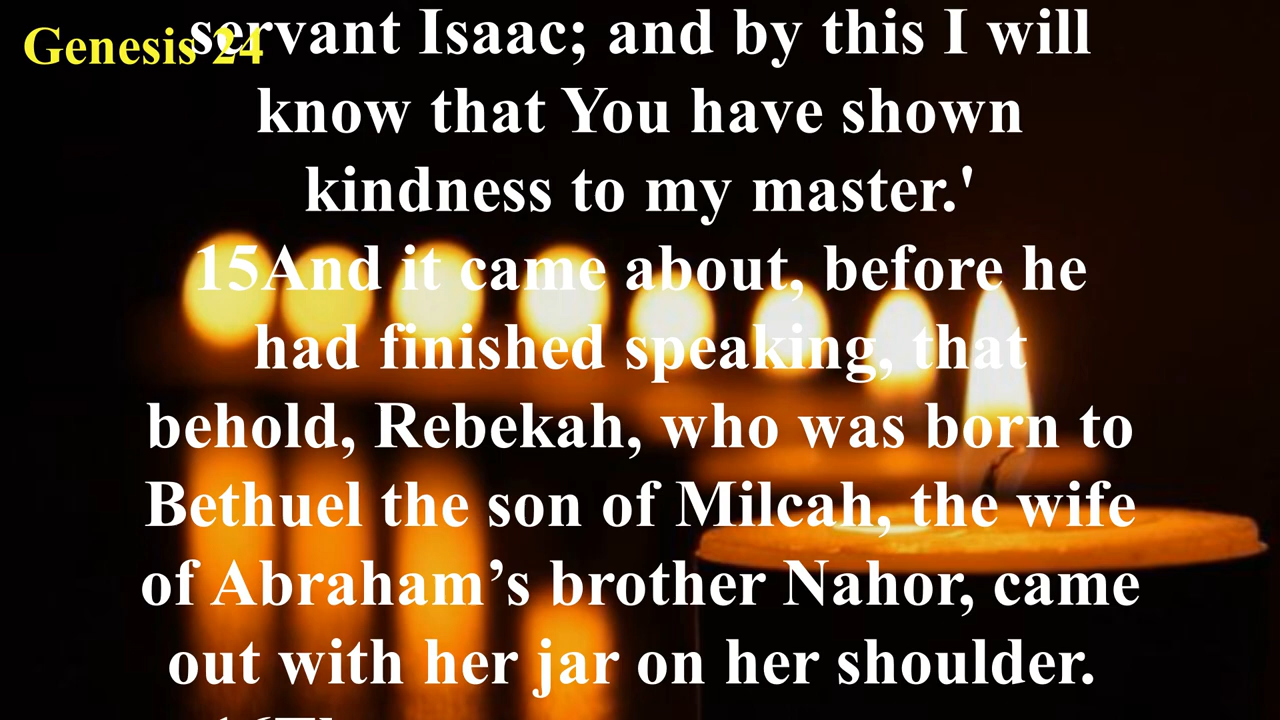 Genesis 24
servant Isaac; and by this I will
know that You have shown
kindness to my master.'
15And it came about, before he
had finished speaking, that
behold, Rebekah, who was born to
Bethuel the son of Milcah, the wife
of Abraham’s brother Nahor, came
out with her jar on her shoulder.